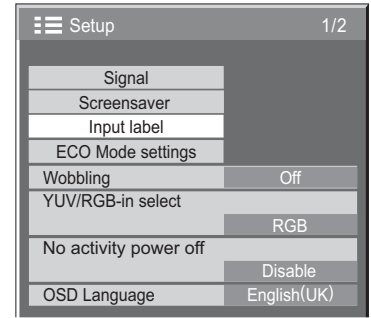 Setup 1/2
Signal
Screensaver
Input label
ECO Mode settings
Wobbling Off
YUV/RGB-in select
RGB
No activity power off
Disable
OSD Language English(UK)